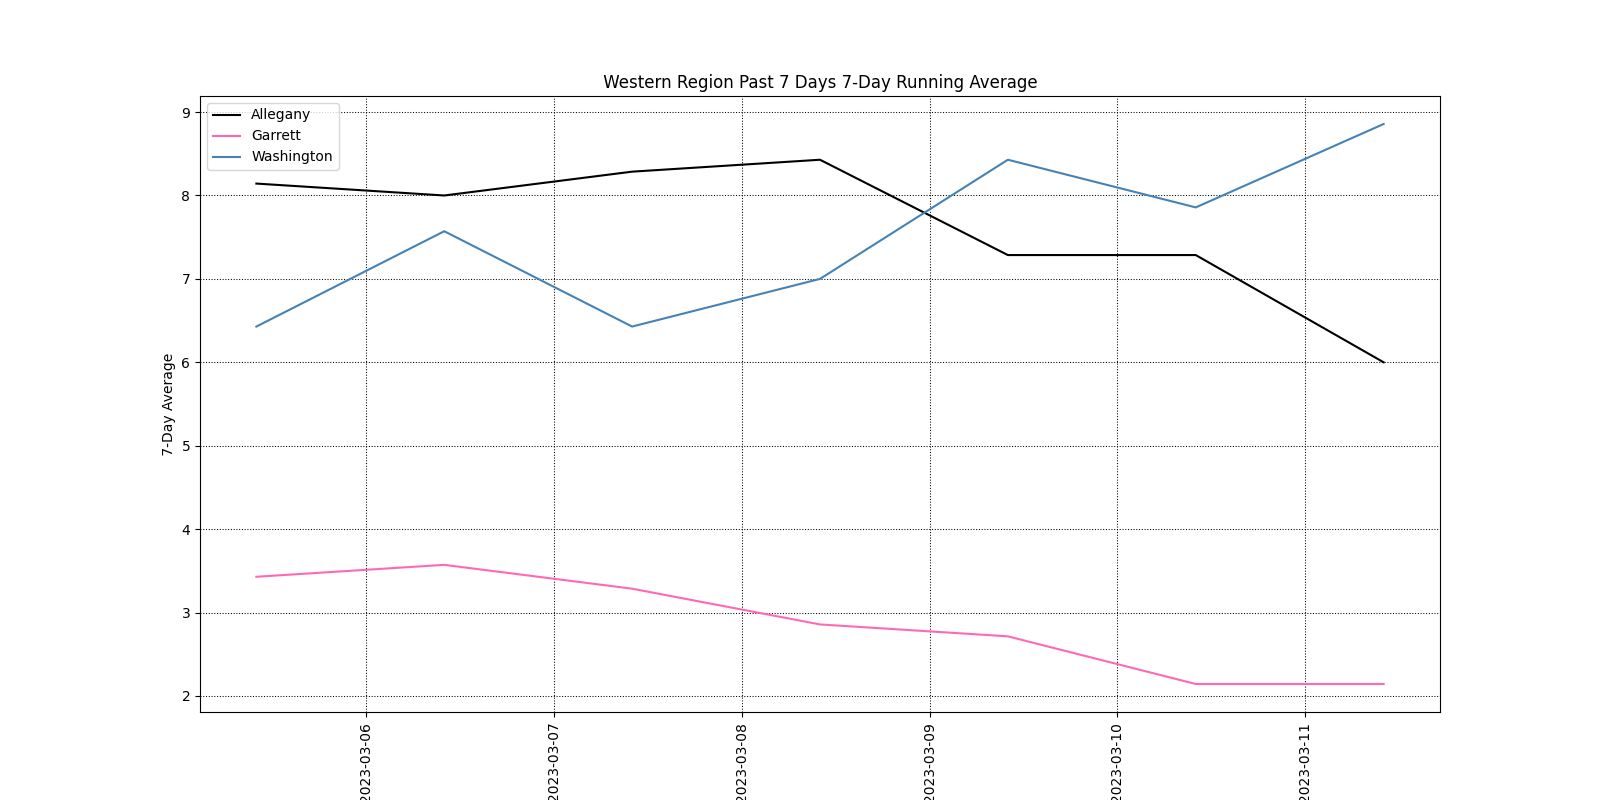 Western Region Past 7 Days 7-Day Running Average
Allegany
Garrett
Washington
7-Day Average
9
8
7
6
5
4
3
2
2023-03-06
2023-03-07
2023-03-08
2023-03-09
2023-03-10
2023-03-11